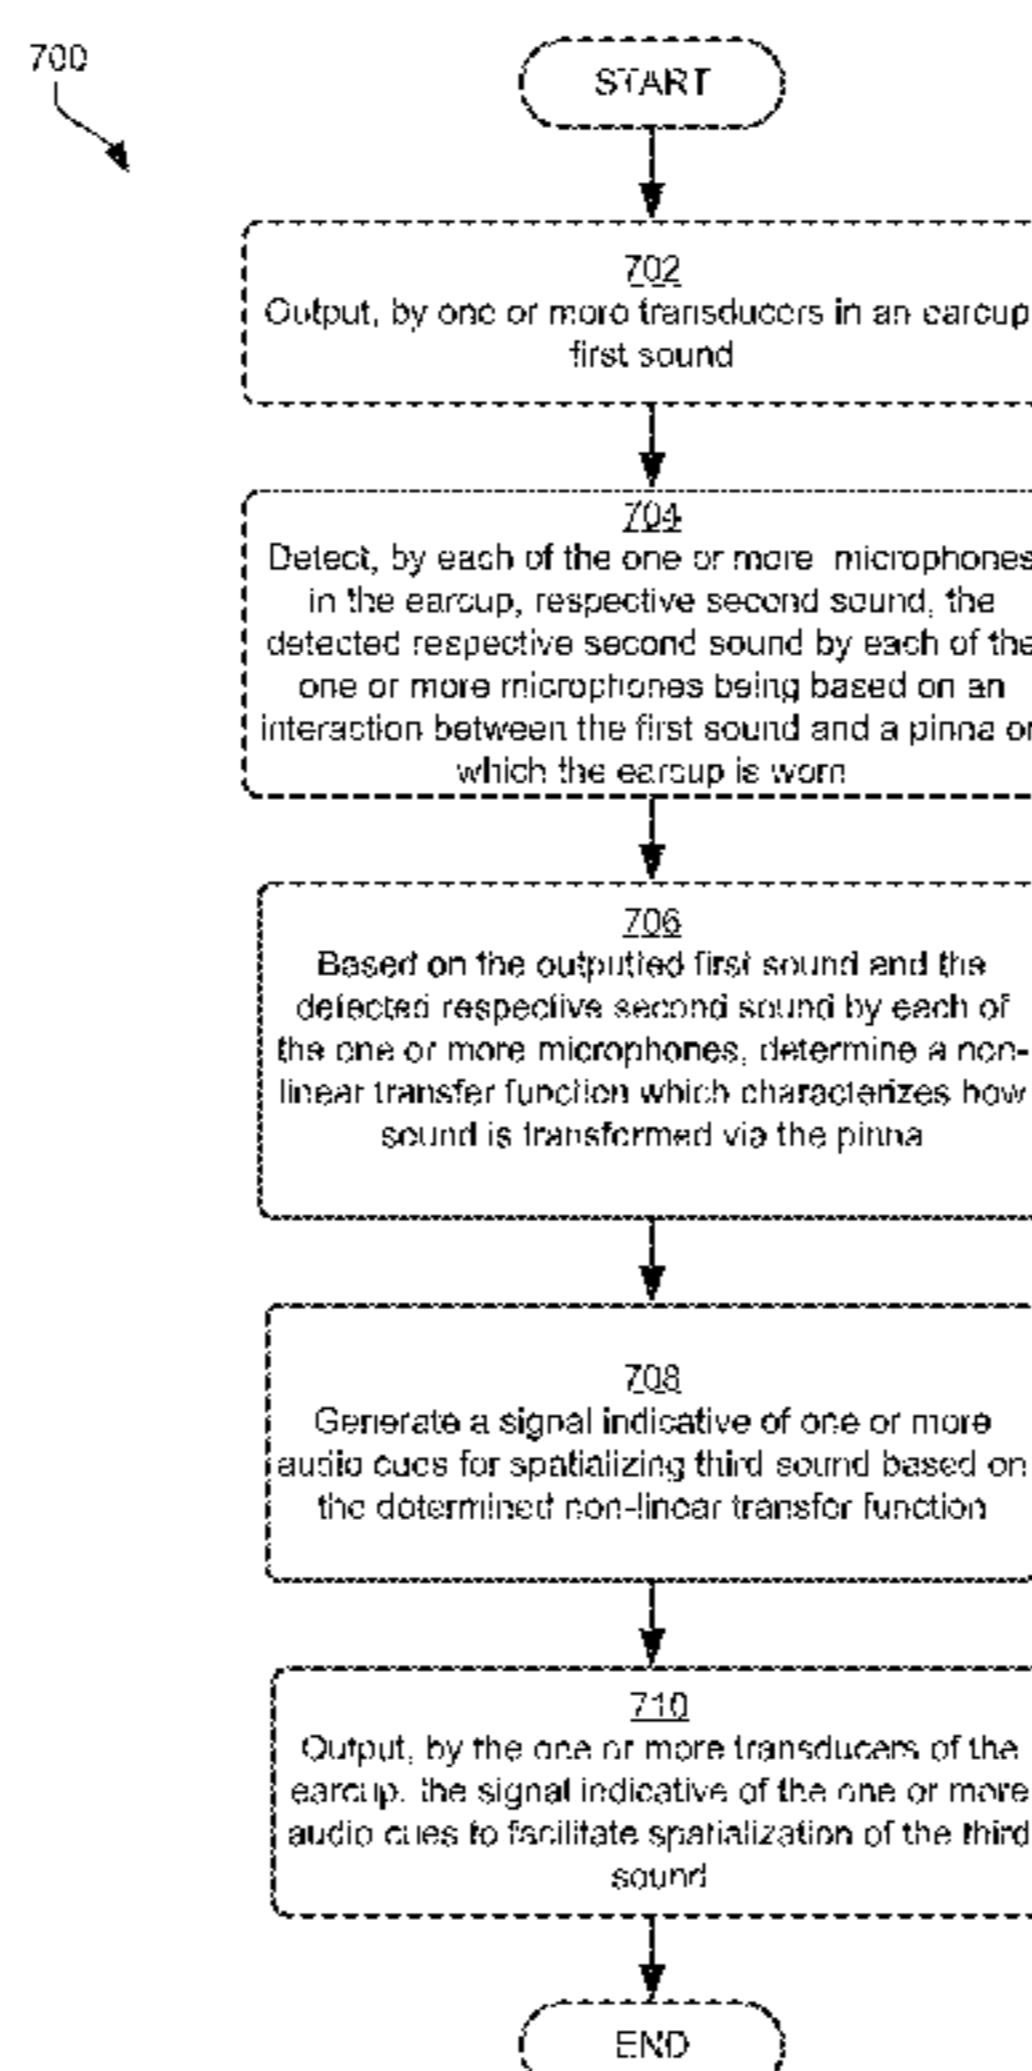 700
START
702
Output, by one or more transducers in an earcup
first sound
704
Detect, by each of the one or more microphones
in the earcup, respective second sound, the
detected respective second sound by each of the
one or more microphones being based on an
interaction between the first sound and a pinna on
which the earcup is worn
706
Based on the outputted first sound and the
detected respective second sound by each of
the one or more microphones, determine a non-
linear transfer function which characterizes how
sound is transformed via the pinna
708
Generate a signal indicative of one or more
audio cues for spatializing third sound based on
the determined non-linear transfer function
710
Output, by the one or more transducers of the
earcup, the signal indicative of the one or more
audio cues to facilitate spatialization of the third
sound
END